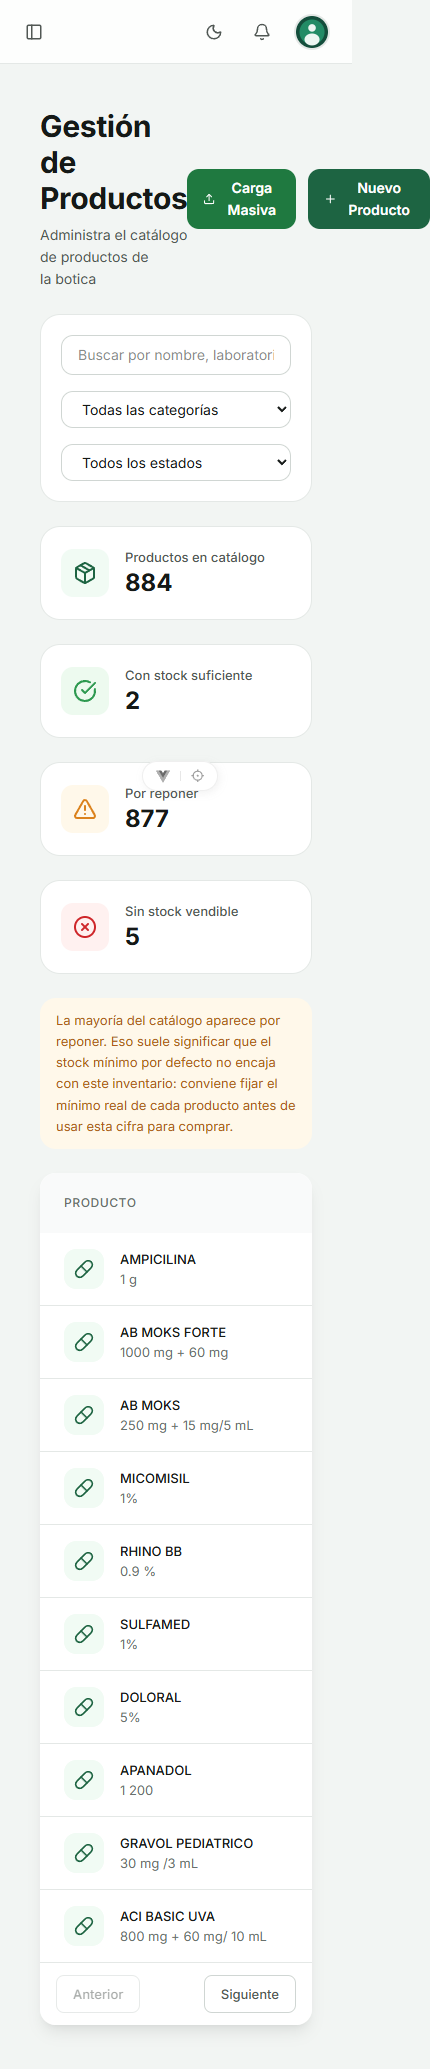 Gestión
de
Productos
Administra el catálogo
de productos de
la botica
Carga
Masiva
Nuevo
Producto
Buscar por nombre, laboratori
Todas las categorías
Todos los estados
Productos en catálogo
884
Con stock suficiente
2
Por reponer
877
Sin stock vendible
5
La mayoría del catálogo aparece por
reponer. Eso suele significar que el
stock mínimo por defecto no encaja
con este inventario: conviene fijar el
mínimo real de cada producto antes de
usar esta cifra para comprar.
PRODUCTO
AMPICILINA
1 g
AB MOKS FORTE
1000 mg + 60 mg
AB MOKS
250 mg + 15 mg/5 mL
MICOMISIL
1%
RHINO BB
0.9 %
SULFAMED
1%
DOLORAL
5%
APANADOL
1 200
GRAVOL PEDIATRICO
30 mg /3 mL
ACI BASIC UVA
800 mg + 60 mg/ 10 mL
Anterior
Siguiente